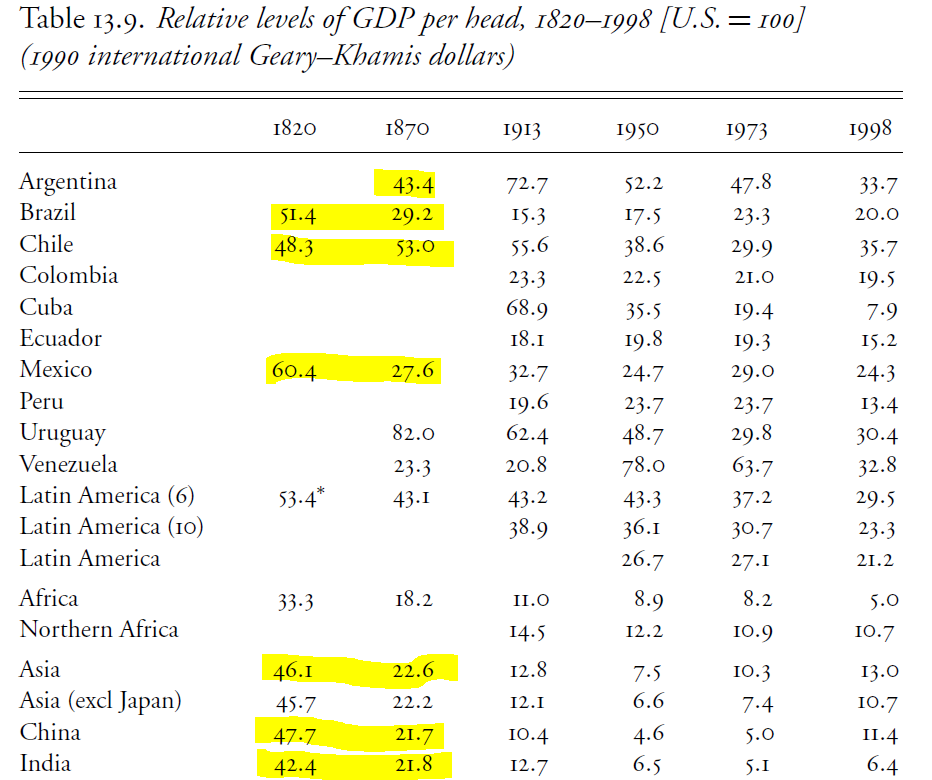 Table 13.9. Relative levels of GDP per head, 1820–1998 [U.S. = 100]
(1990 international Geary–Khamis dollars)
1820 1870 1913 1950 1973 1998
Argentina 43.4 72.7 52.2 47.8 33.7
Brazil 51.4 29.2 15.3 17.5 23.3 20.0
Chile 48.3 53.0 55.6 38.6 29.9 35.7
Colombia 23.3 22.5 21.0 19.5
Cuba 68.9 35.5 19.4 7.9
Ecuador 18.1 19.8 19.3 15.2
Mexico 60.4 27.6 32.7 24.7 29.0 24.3
Peru 19.6 23.7 23.7 13.4
Uruguay 82.0 62.4 48.7 29.8 30.4
Venezuela 23.3 20.8 78.0 63.7 32.8
Latin America (6) 53.4* 43.1 43.2 43.3 37.2 29.5
Latin America (10) 38.9 36.1 30.7 23.3
Latin America 26.7 27.1 21.2
Africa 33.3 18.2 11.0 8.9 8.2 5.0
Northern Africa 14.5 12.2 10.9 10.7
Asia 46.1 22.6 12.8 7.5 10.3 13.0
Asia (excl Japan) 45.7 22.2 12.1 6.6 7.4 10.7
China 47.7 21.7 10.4 4.6 5.0 11.4
India 42.4 21.8 12.7 6.5 5.1 6.4